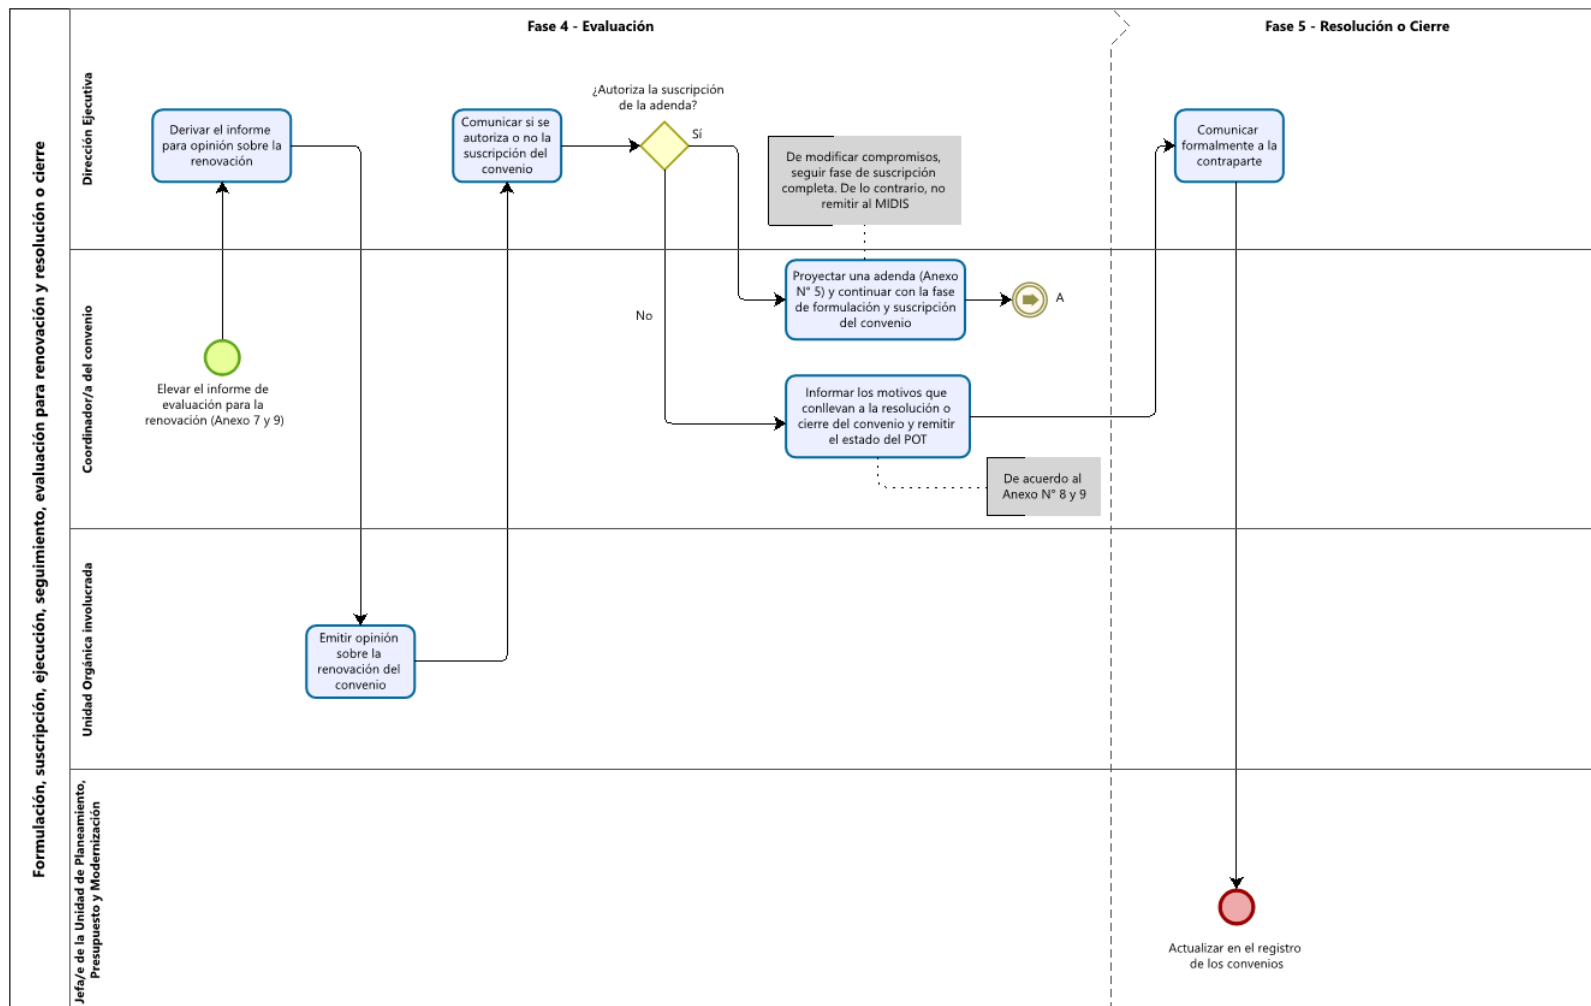 Formulación, suscripción, ejecución, seguimiento, evaluación para renovación y resolución o cierre
Fase 4 - Evaluación
Fase 5 - Resolución o Cierre
Dirección Ejecutiva
Derivar el informe
para opinión sobre la
renovación
Comunicar si se
autoriza o no la
suscripción del
convenio
¿Autoriza la suscripción
de la adenda?
Sí
No
De modificar compromisos,
seguir fase de suscripción
completa. De lo contrario, no
remitir al MIDIS
Comunicar
formalmente a la
contraparte
Coordinador/a del convenio
Elevar el informe de
evaluación para la
renovación (Anexo 7 y 9)
Proyectar una adenda (Anexo
N° 5) y continuar con la fase
de formulación y suscripción
del convenio
A
Informar los motivos que
conllevan a la resolución o
cierre del convenio y remitir
el estado del POT
De acuerdo al
Anexo N° 8 y 9
Unidad Orgánica involucrada
Emitir opinión
sobre la
renovación del
convenio
Jefa/e de la Unidad de Planeamiento,
Presupuesto y Modernización
Actualizar en el registro
de los convenios